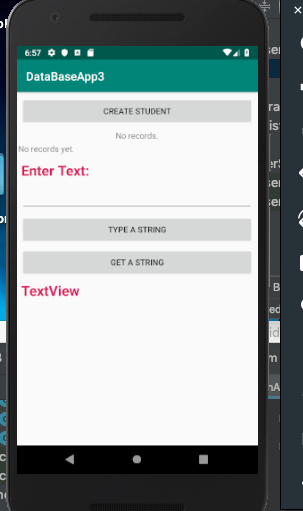 6:57
DataBaseApp3
CREATE STUDENT
No records.
No records yet.
Enter Text:
TYPE A STRING
GET A STRING
TextView